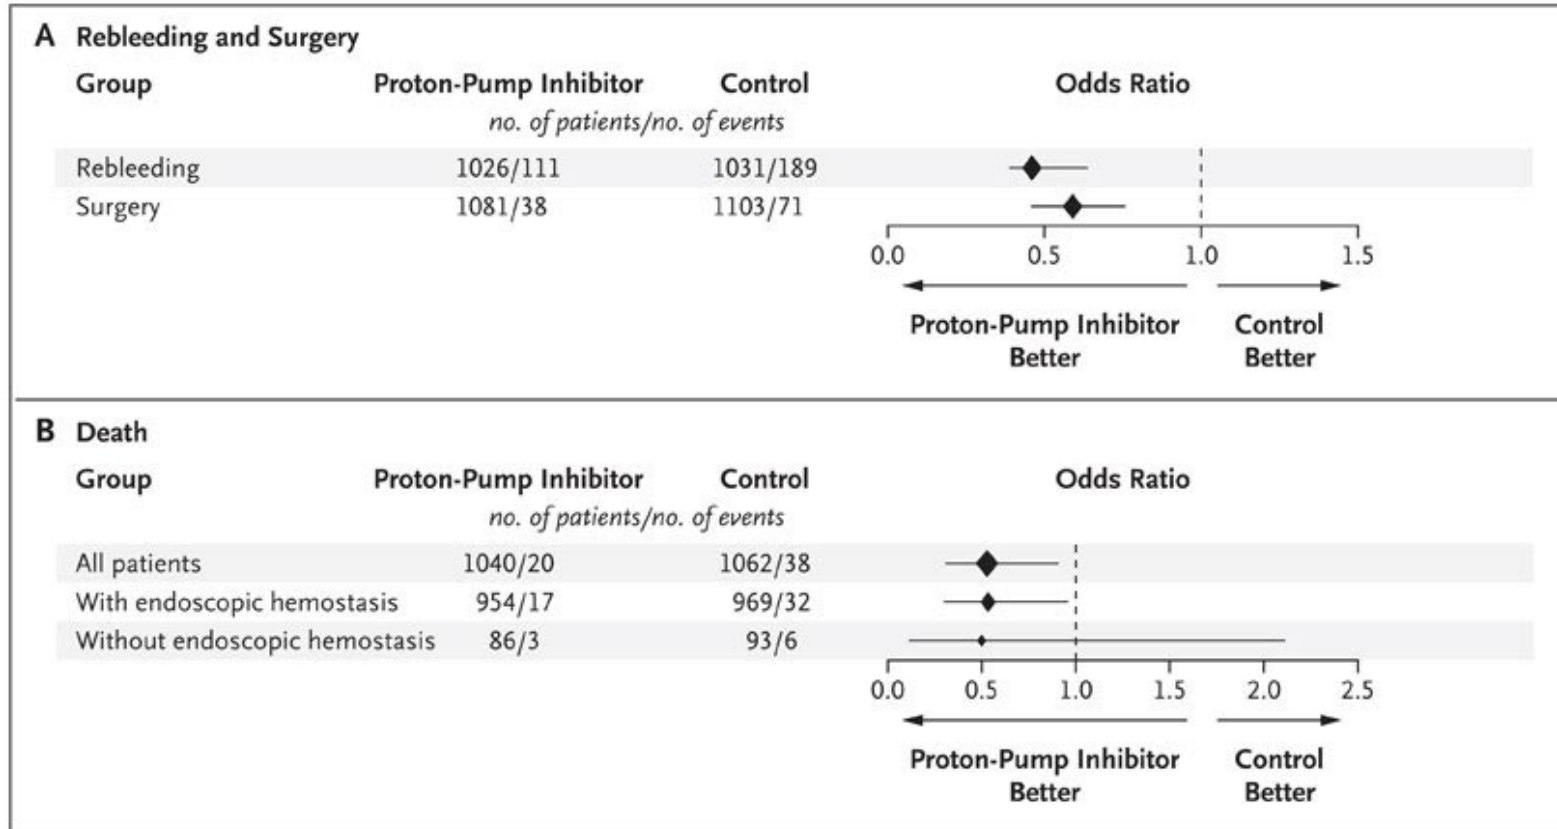 A Rebleeding and Surgery
Group Proton-Pump Inhibitor Control Odds Ratio
no. of patients/no. of events
Rebleeding 1026/111 1031/189
Surgery 1081/38 1103/71
0.0 0.5 1.0 1.5
Proton-Pump Inhibitor Control
Better Better
B Death
Group Proton-Pump Inhibitor Control Odds Ratio
no. of patients/no. of events
All patients 1040/20 1062/38
With endoscopic hemostasis 954/17 969/32
Without endoscopic hemostasis 86/3 93/6
0.0 0.5 1.0 1.5 2.0 2.5
Proton-Pump Inhibitor Control
Better Better